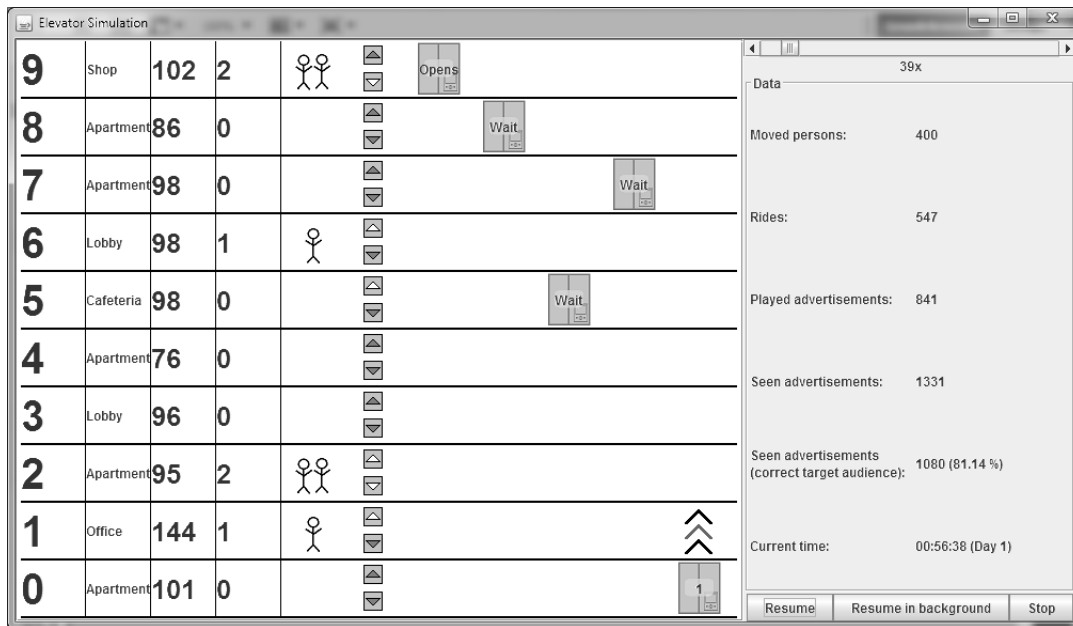 Elevator Simulation
9 Shop 102 2 Opens
8 Apartment 86 0 Wait
7 Apartment 98 0 Wait
6 Lobby 98 1
5 Cafeteria 98 0 Wait
4 Apartment 76 0
3 Lobby 96 0
2 Apartment 95 2
1 Office 144 1
0 Apartment 101 0 1
39x
Data
Moved persons: 400
Rides: 547
Played advertisements: 841
Seen advertisements: 1331
Seen advertisements
(correct target audience): 1080 (81.14 %)
Current time: 00:56:38 (Day 1)
Resume Resume in background Stop